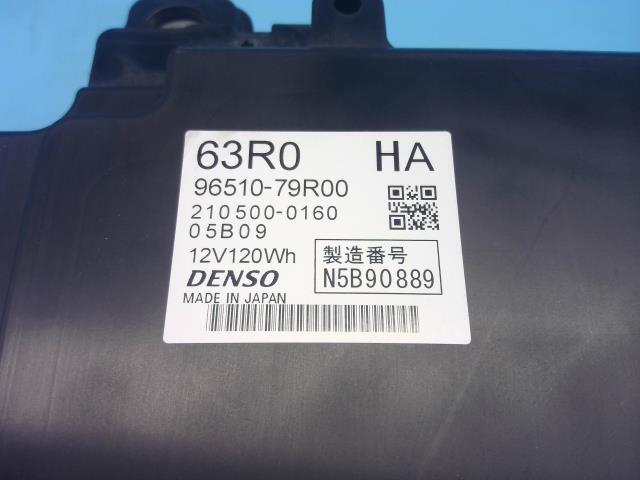 63R0 HA
96510-79R00
210500-0160
05B09
12V120Wh 製造番号
DENSO N5B90889
MADE IN JAPAN